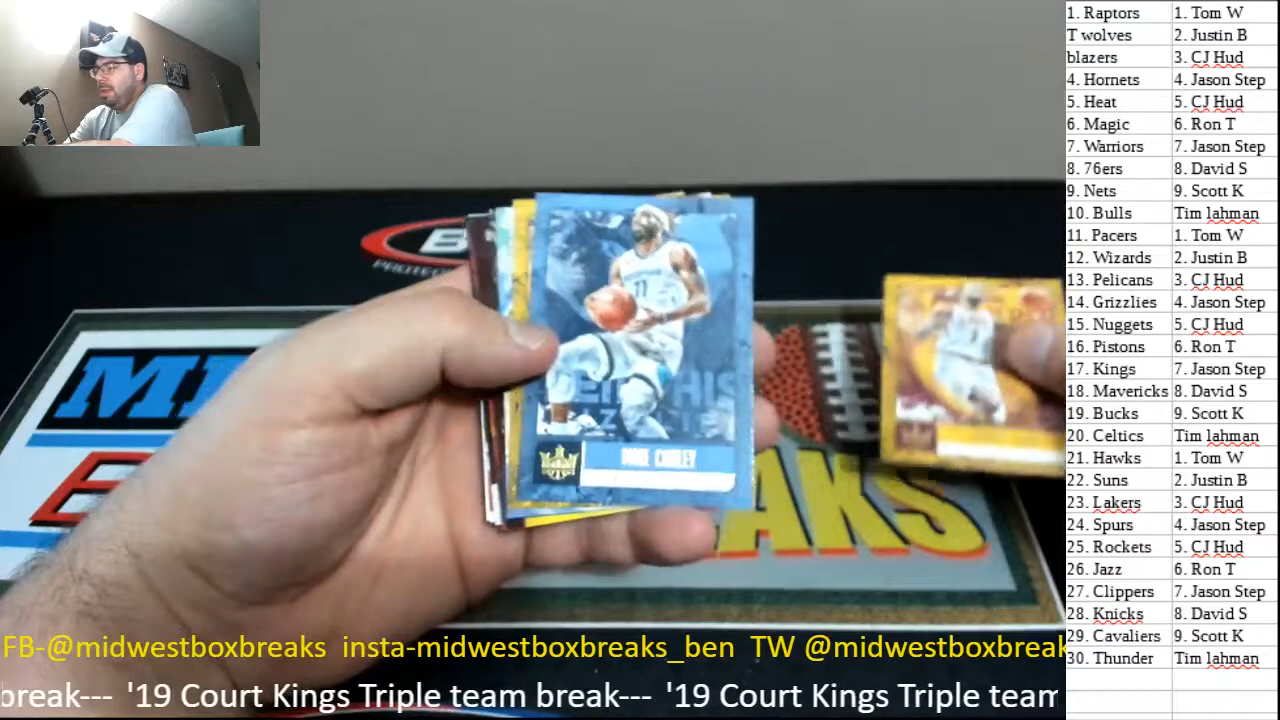 1. Raptors 1. Tom W
T wolves 2. Justin B
blazers 3. CJ Hud
4. Hornets 4. Jason Step
5. Heat 5. CJ Hud
6. Magic 6. Ron T
7. Warriors 7. Jason Step
8. 76ers 8. David S
9. Nets 9. Scott K
10. Bulls Tim lahman
11. Pacers 1. Tom W
12. Wizards 2. Justin B
13. Pelicans 3. CJ Hud
14. Grizzlies 4. Jason Step
15. Nuggets 5. CJ Hud
16. Pistons 6. Ron T
17. Kings 7. Jason Step
18. Mavericks 8. David S
19. Bucks 9. Scott K
20. Celtics Tim lahman
21. Hawks 1. Tom W
22. Suns 2. Justin B
23. Lakers 3. CJ Hud
24. Spurs 4. Jason Step
25. Rockets 5. CJ Hud
26. Jazz 6. Ron T
27. Clippers 7. Jason Step
28. Knicks 8. David S
29. Cavaliers 9. Scott K
30. Thunder Tim lahman
11
MIKE CONLEY
FB-@midwestboxbreaks insta-midwestboxbreaks_ben TW @midwestboxbreak
break--- '19 Court Kings Triple team break--- '19 Court Kings Triple team